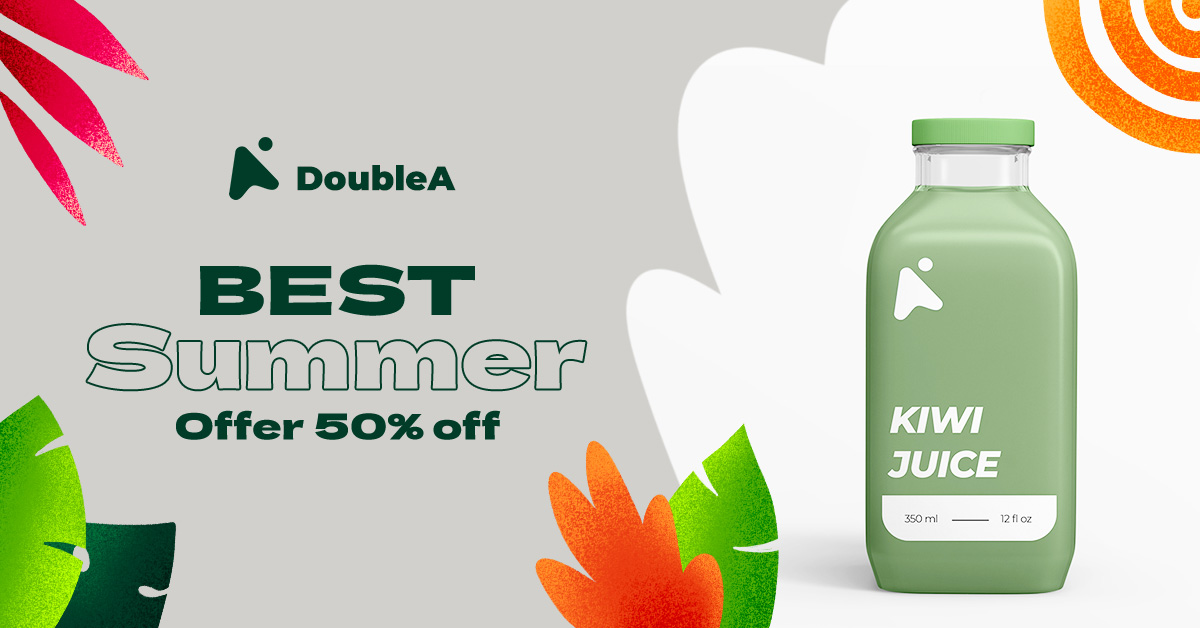 DoubleA
BEST
Summer
Offer 50% off
KIWI
JUICE
350 ml
12 fl oz